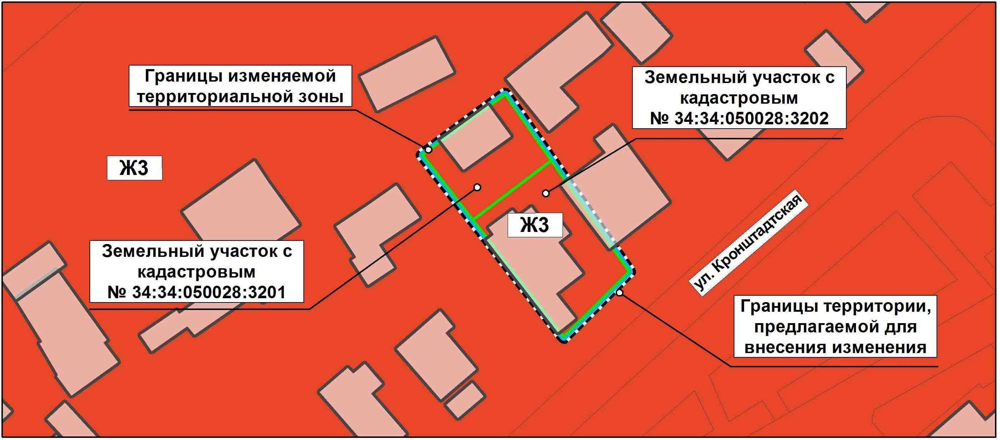 Границы изменяемой
территориальной зоны
Земельный участок с
кадастровым
№ 34:34:050028:3202
Ж3
Ж3
ул. Кронштадтская
Земельный участок с
кадастровым
№ 34:34:050028:3201
Границы территории,
предлагаемой для
внесения изменения